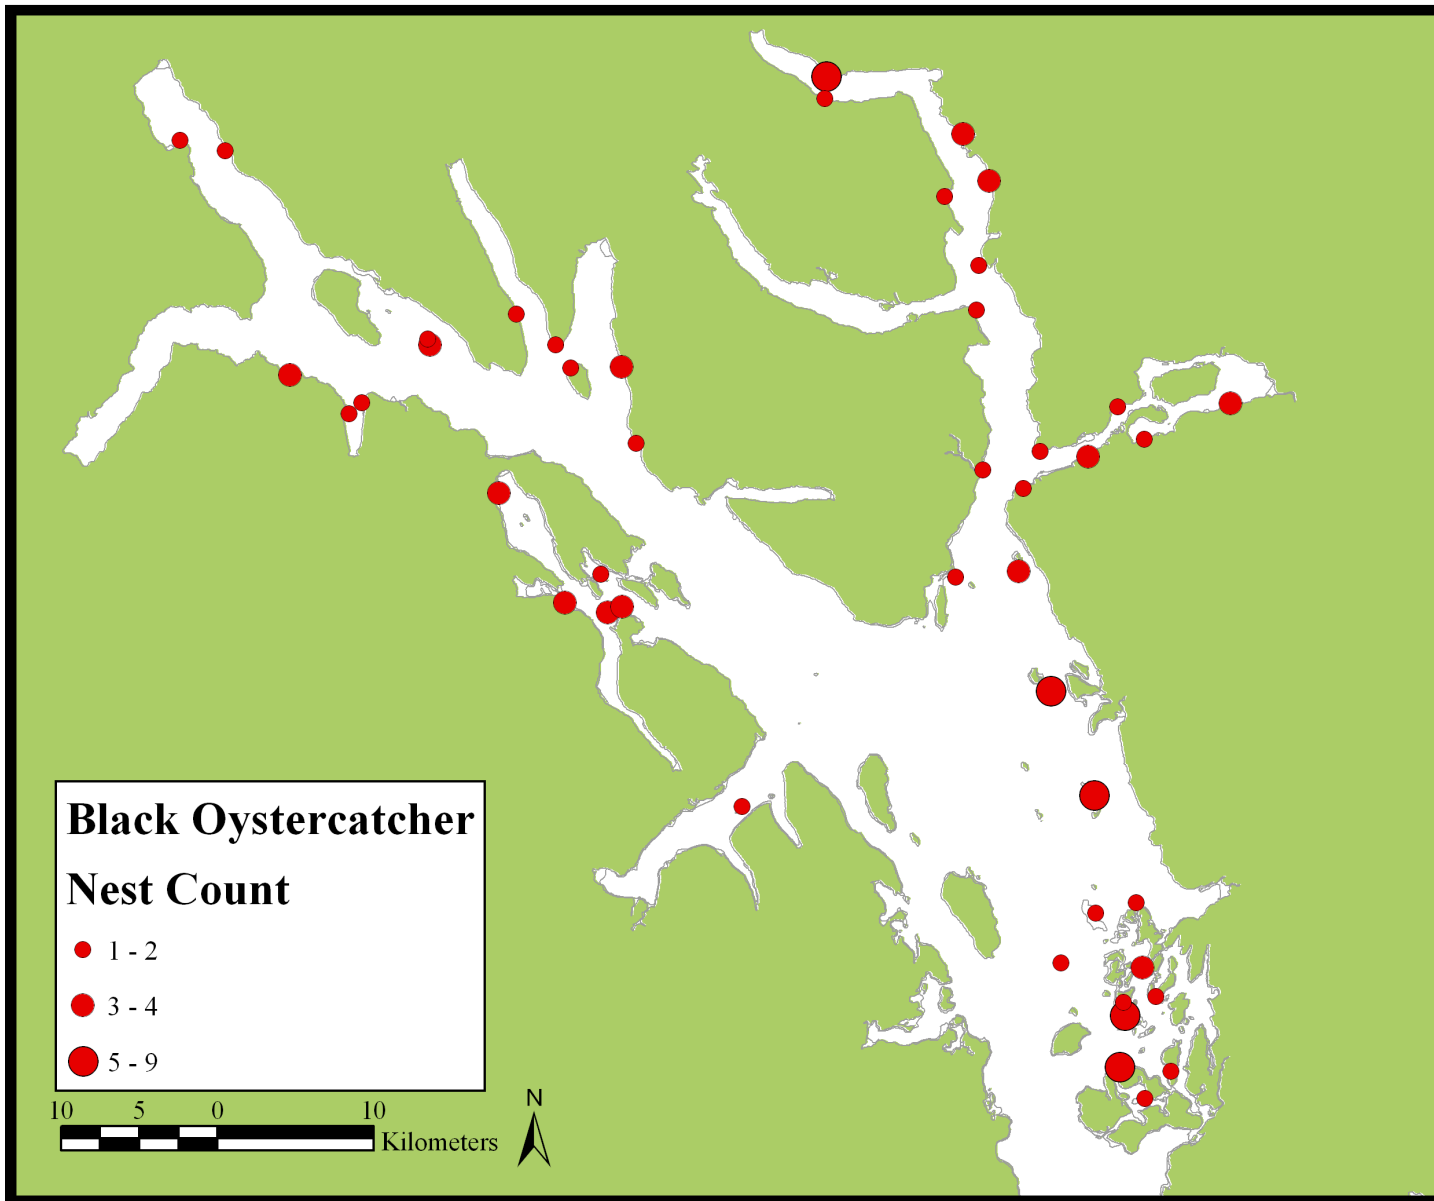 Black Oystercatcher
Nest Count
1 - 2
3 - 4
5 - 9
10 5 0 10
Kilometers
N